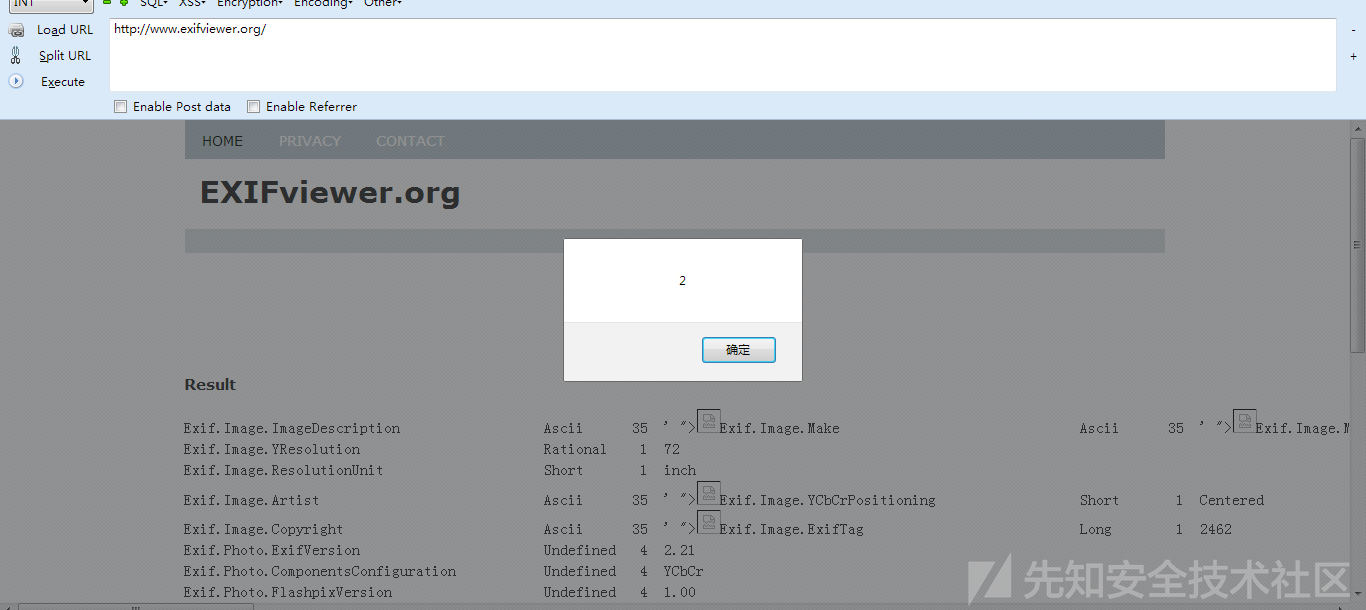 INT SQL- XSS- Encryption- Encoding- Other-
Load URL http://www.exifviewer.org/ -
Split URL +
Execute
Enable Post data Enable Referrer
HOME PRIVACY CONTACT
EXIFviewer.org
2
确定
Result
Exif.Image.ImageDescription Ascii 35 ' "> Exif.Image.Make Ascii 35 ' "> Exif.Image.M
Exif.Image.YResolution Rational 1 72
Exif.Image.ResolutionUnit Short 1 inch
Exif.Image.Artist Ascii 35 ' "> Exif.Image.YCbCrPositioning Short 1 Centered
Exif.Image.Copyright Ascii 35 ' "> Exif.Image.ExifTag Long 1 2462
Exif.Photo.ExifVersion Undefined 4 2.21
Exif.Photo.ComponentsConfiguration Undefined 4 YCbCr
Exif.Photo.FlashpixVersion Undefined 4 1.00
先知安全技术社区